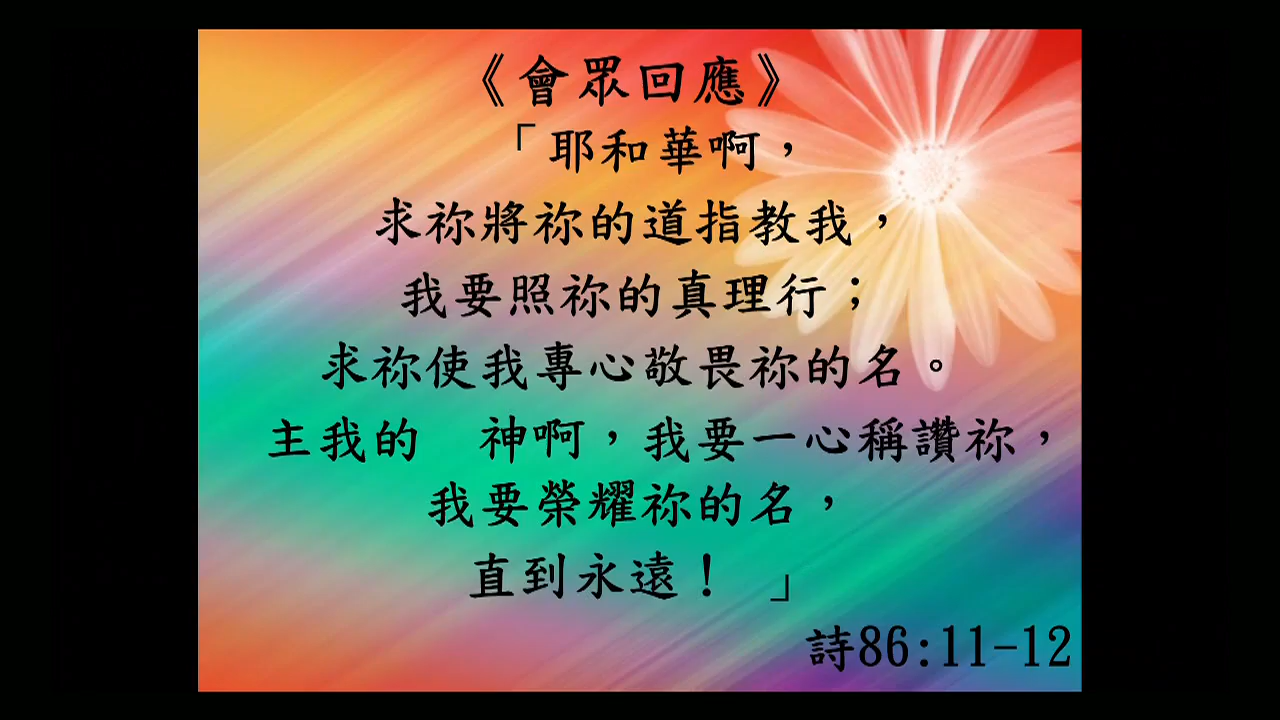 《會眾回應》
「耶和華啊，
求祢將祢的道指教我，
我要照祢的真理行；
求祢使我專心敬畏祢的名。
主我的　神啊，我要一心稱讚祢，
我要榮耀祢的名，
直到永遠！　」
詩86:11-12